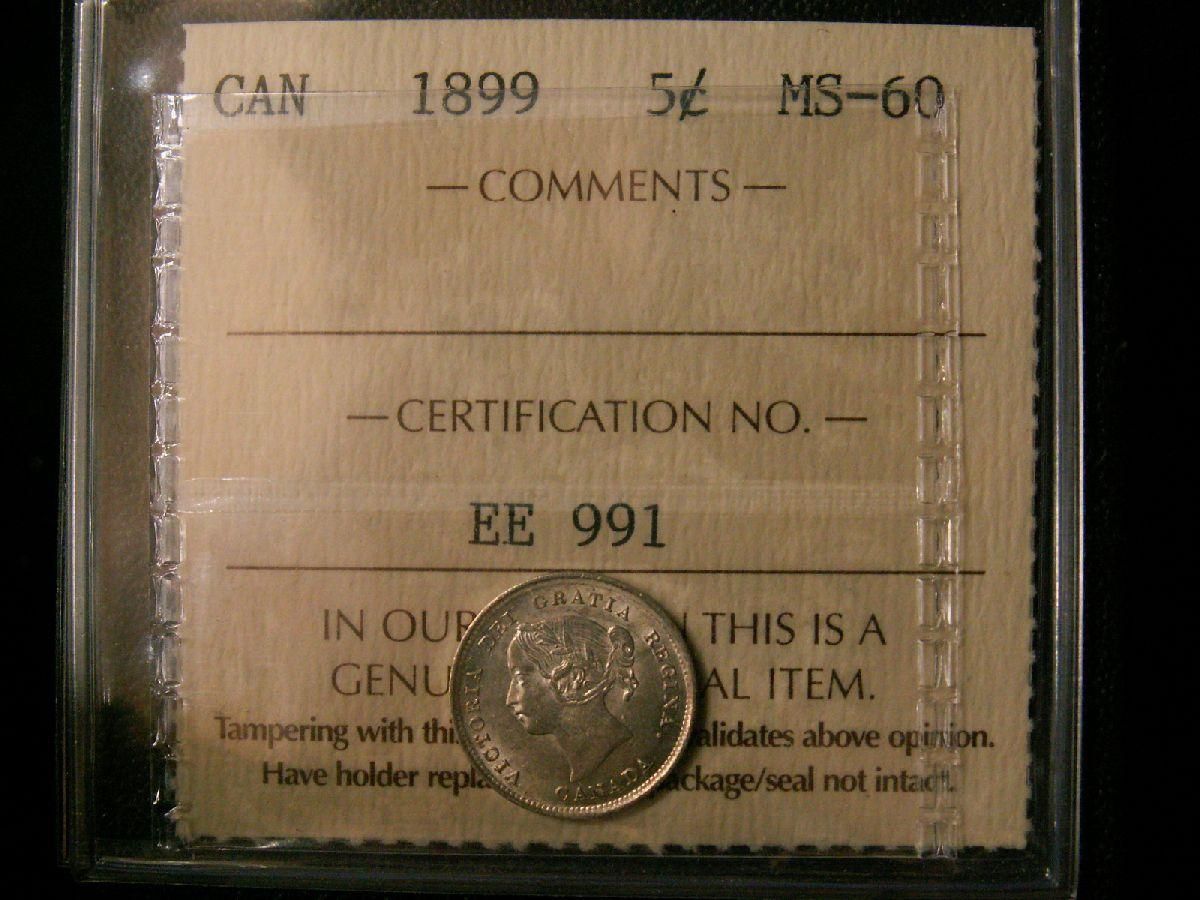 CAN 1899 5¢ MS-60
— COMMENTS —
— CERTIFICATION NO. —
EE 991
IN OUR THIS IS A
GENU AL ITEM.
Tampering with thi alidates above opinion.
Have holder repla ackage/seal not intact.
VICTORIA DEI GRATIA REGINA.
CANADA